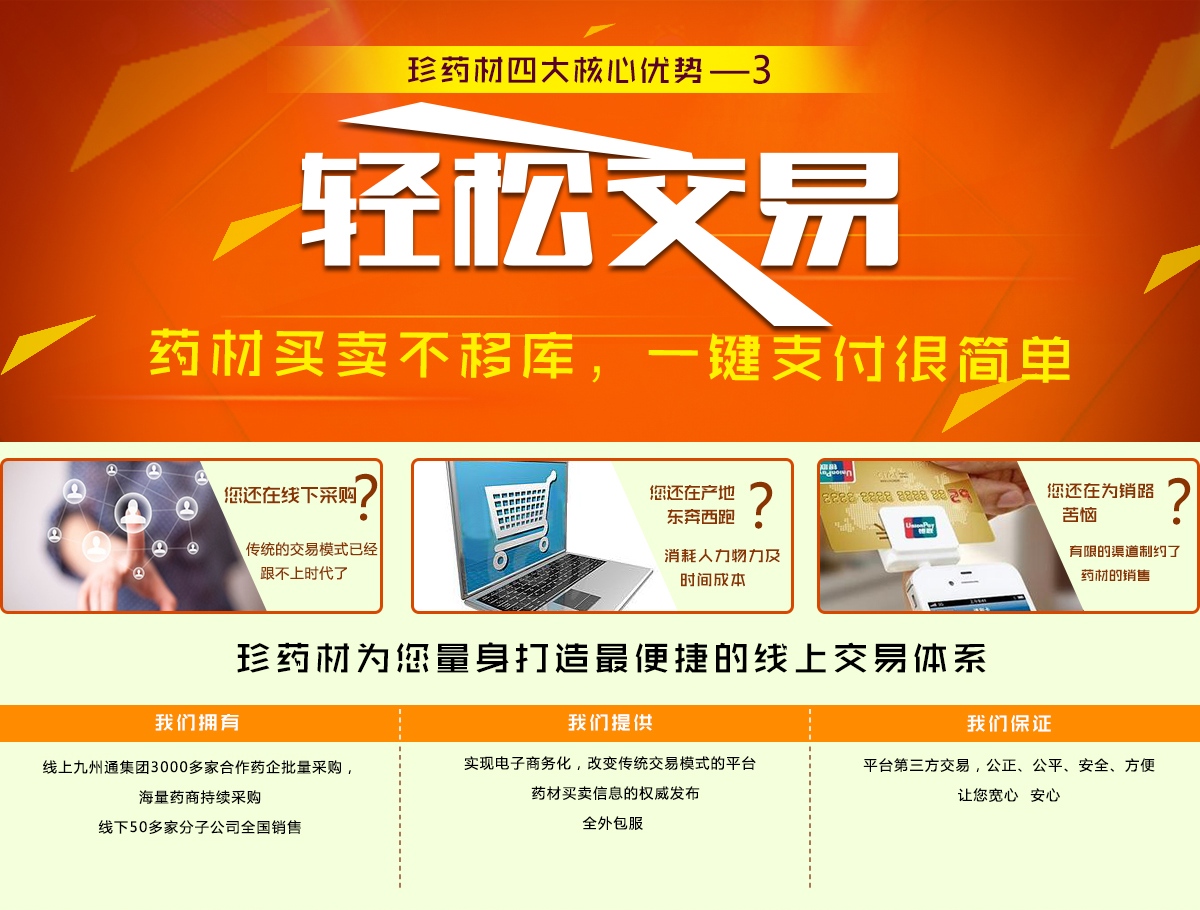 珍药材四大核心优势—3
轻松交易
药材买卖不移库，一键支付很简单
您还在线下采购?
传统的交易模式已经
跟不上时代了
您还在产地
东奔西跑?
消耗人力物力及
时间成本
UnionPay
银联
您还在为销路
苦恼?
有限的渠道制约了
药材的销售
珍药材为您量身打造最便捷的线上交易体系
我们拥有
线上九州通集团3000多家合作药企批量采购，
海量药商持续采购
线下50多家分子公司全国销售
我们提供
实现电子商务化，改变传统交易模式的平台
药材买卖信息的权威发布
全外包服
我们保证
平台第三方交易，公正、公平、安全、方便
让您宽心 安心